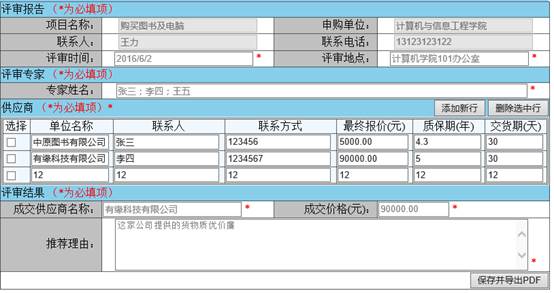 评审报告 （*为必填项）
项目名称： 购买图书及电脑 申购单位： 计算机与信息工程学院
联系人： 王力 联系电话： 13123123122
评审时间： 2016/6/2 * 评审地点： 计算机学院101办公室 *
评审专家 （*为必填项）
专家姓名： 张三；李四；王五 *
供应商 （*为必填项）* 添加新行 删除选中行
选择 单位名称 联系人 联系方式 最终报价(元) 质保期(年) 交货期(天)
中原图书有限公司 张三 123456 5000.00 4.3 30
有缘科技有限公司 李四 1234567 90000.00 5 30
12 12 12 12 12 12
评审结果 （*为必填项）
成交供应商名称： 有缘科技有限公司 * 成交价格(元)： 90000.00 *
推荐理由： 这家公司提供的货物质优价廉 *
保存并导出PDF